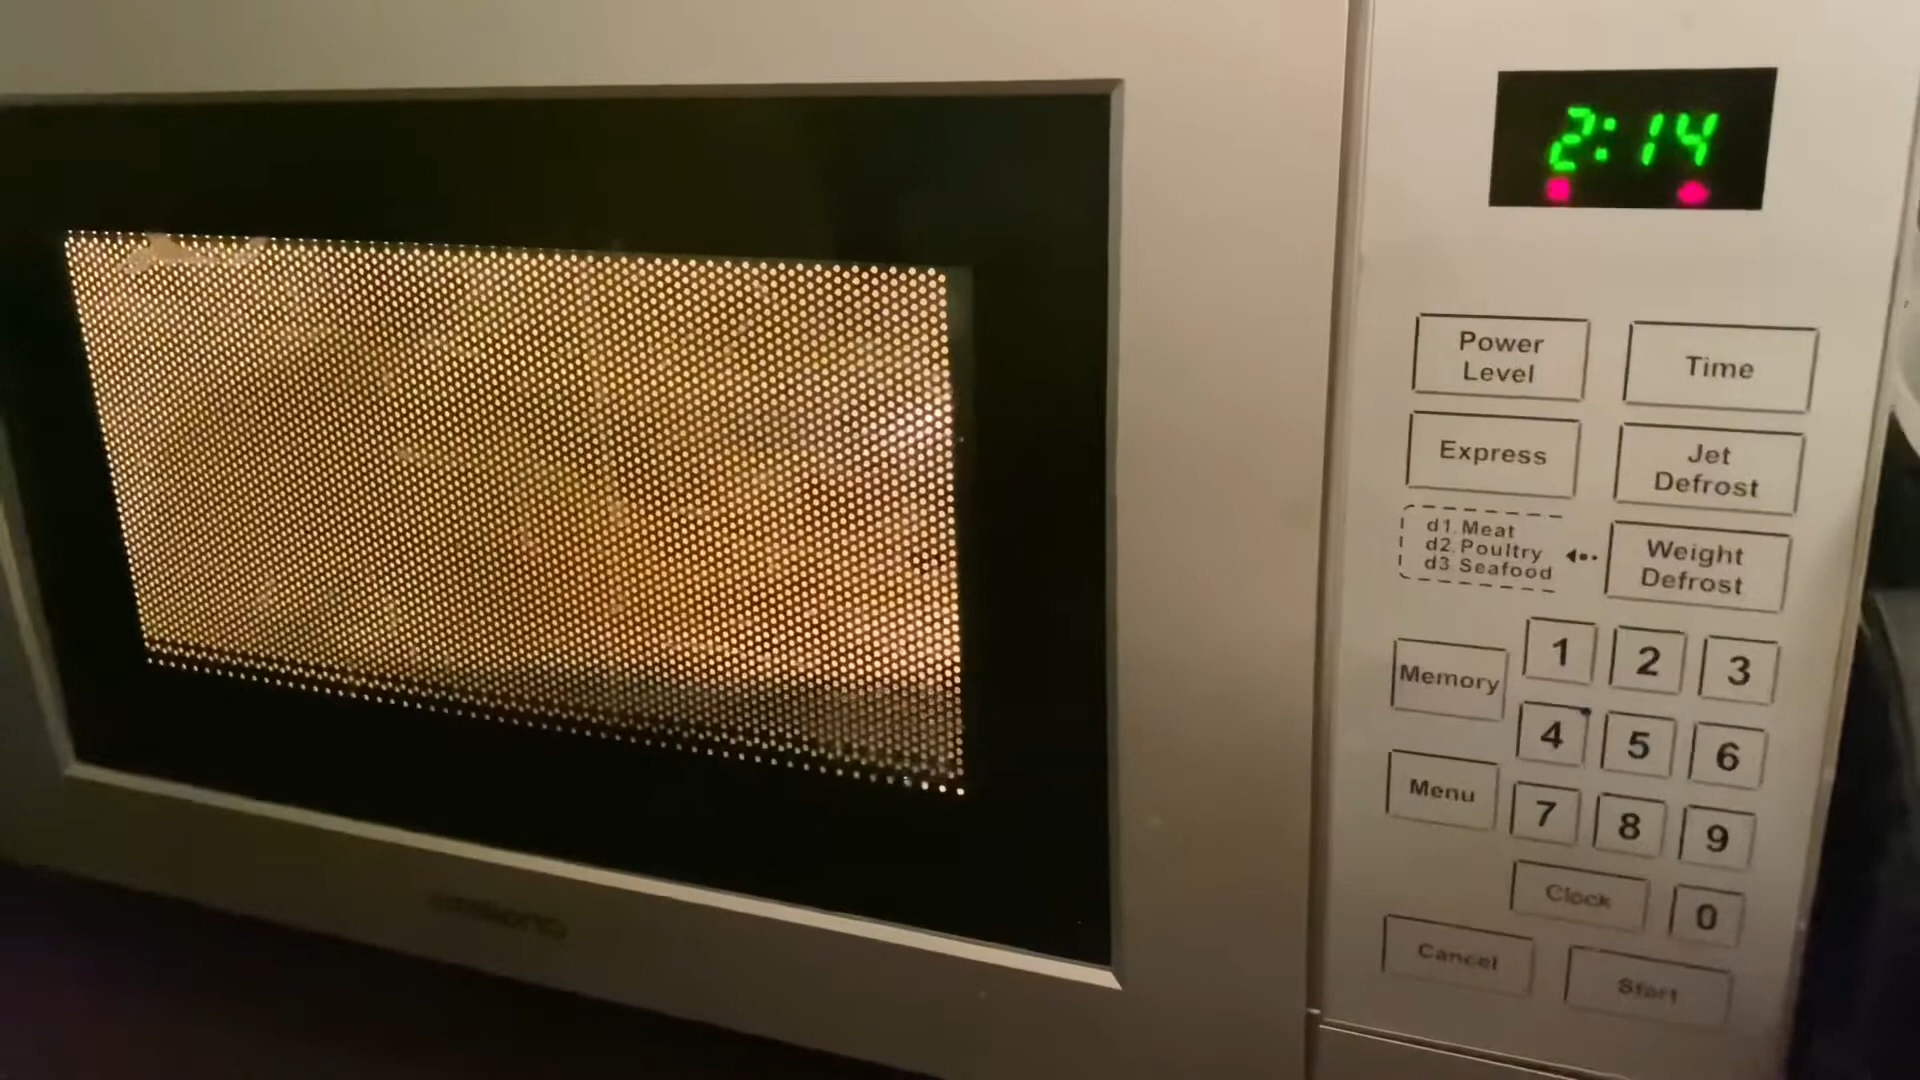 2:14
Power
Level
Time
Express
Jet
Defrost
d1. Meat
d2. Poultry
d3 Seafood
Weight
Defrost
Memory
1
2
3
4
5
6
Menu
7
8
9
Clock
0
Cancel
Start